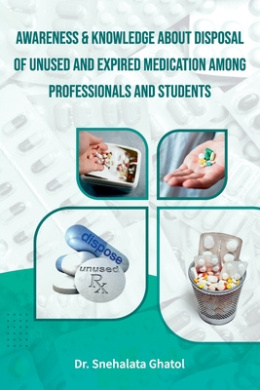 AWARENESS & KNOWLEDGE ABOUT DISPOSAL
OF UNUSED AND EXPIRED MEDICATION AMONG
PROFESSIONALS AND STUDENTS
dispose
unused
Rx
Dr. Snehalata Ghatol